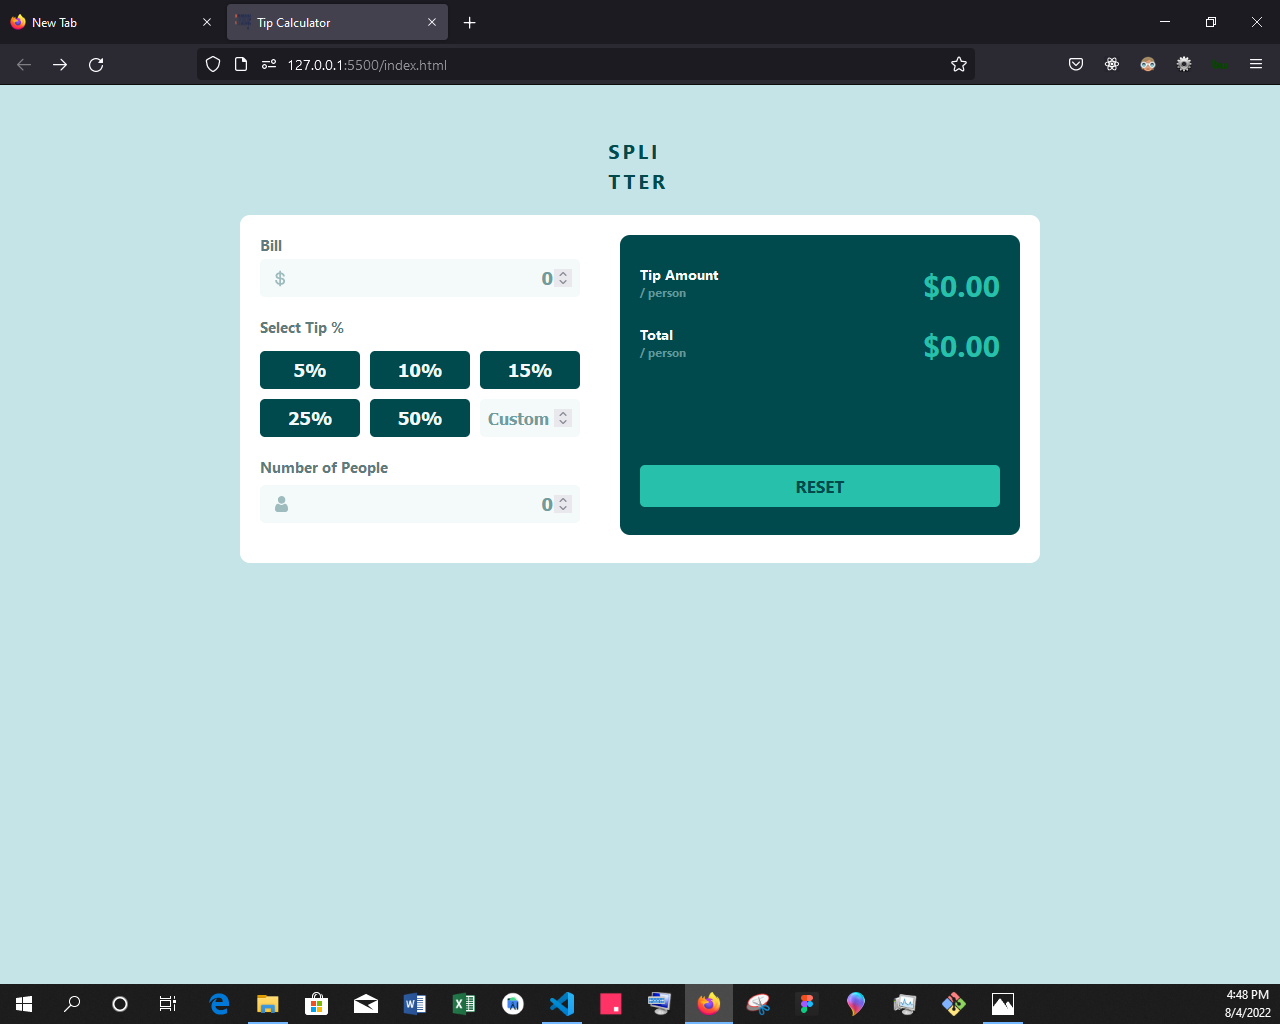 New Tab
Tip Calculator
127.0.0.1:5500/index.html
SPLI
TTER
Bill
$ 0
Select Tip %
5% 10% 15%
25% 50% Custom
Number of People
0
Tip Amount
/ person
$0.00
Total
/ person
$0.00
RESET
4:48 PM
8/4/2022